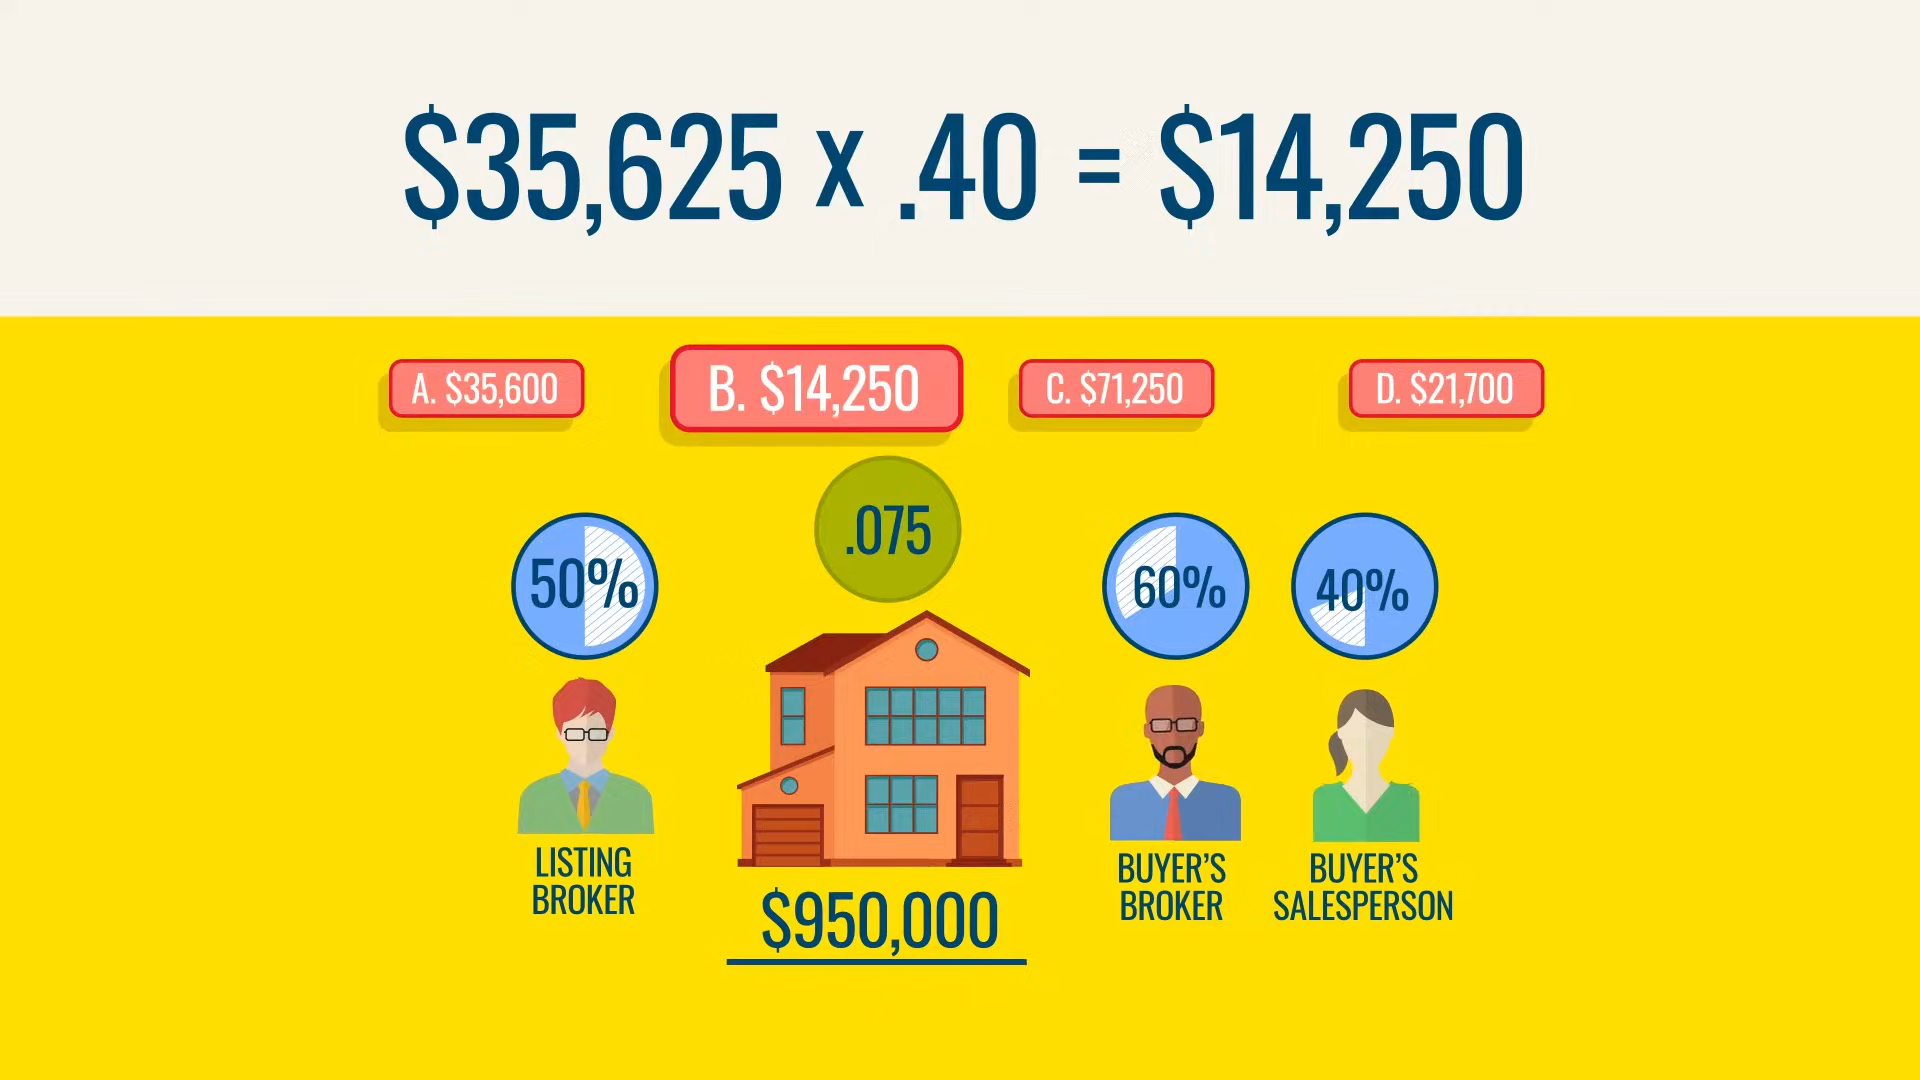 $35,625 x .40 = $14,250
A. $35,600
B. $14,250
C. $71,250
D. $21,700
.075
50%
60%
40%
LISTING
BROKER
$950,000
BUYER’S
BROKER
BUYER’S
SALESPERSON